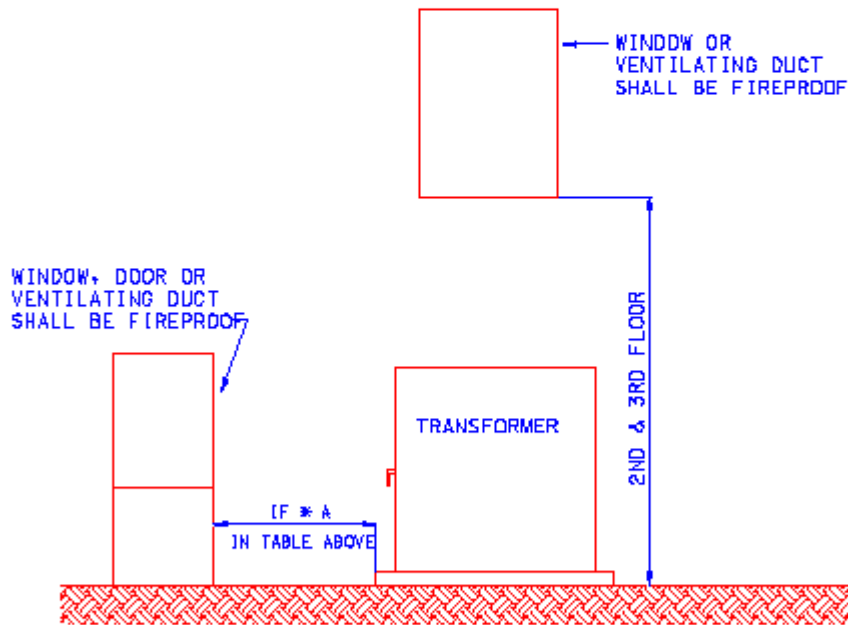 WINDOW OR
VENTILATING DUCT
SHALL BE FIREPROOF
WINDOW, DOOR OR
VENTILATING DUCT
SHALL BE FIREPROOF
2ND & 3RD FLOOR
TRANSFORMER
IF * A
IN TABLE ABOVE